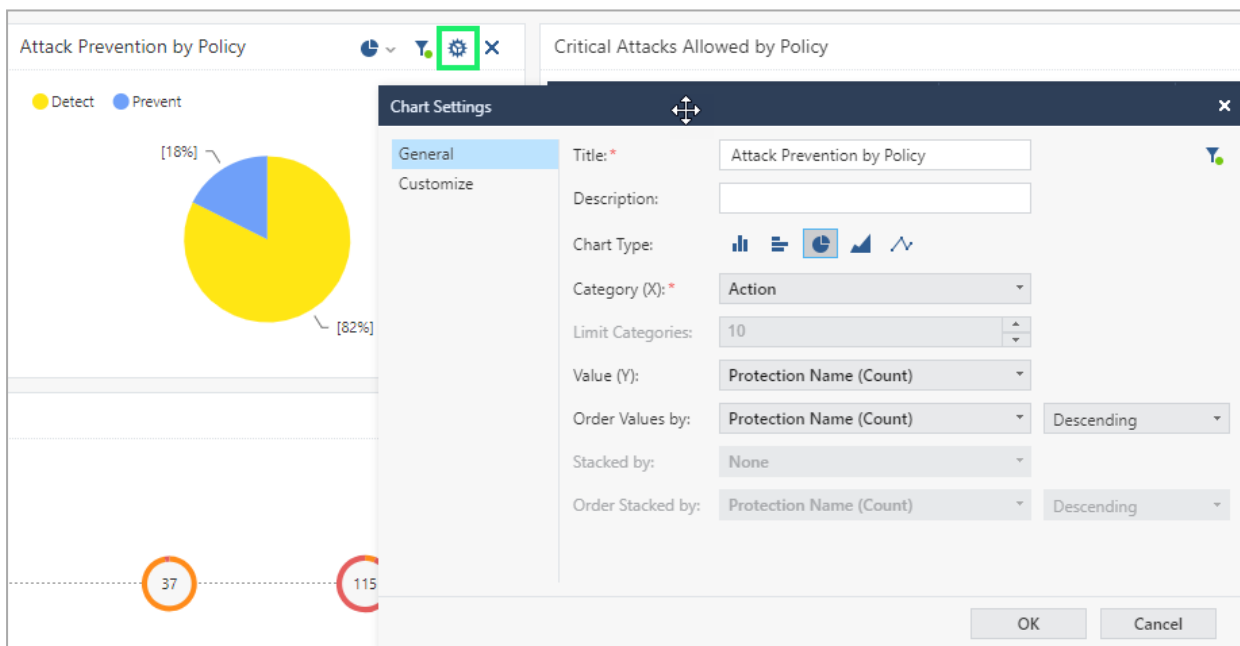 Attack Prevention by Policy
Critical Attacks Allowed by Policy
Detect
Prevent
[18%]
[82%]
37
115
Chart Settings
General
Customize
Title:*
Attack Prevention by Policy
Description:
Chart Type:
Category (X):*
Action
Limit Categories:
10
Value (Y):
Protection Name (Count)
Order Values by:
Protection Name (Count)
Descending
Stacked by:
None
Order Stacked by:
Protection Name (Count)
Descending
OK
Cancel